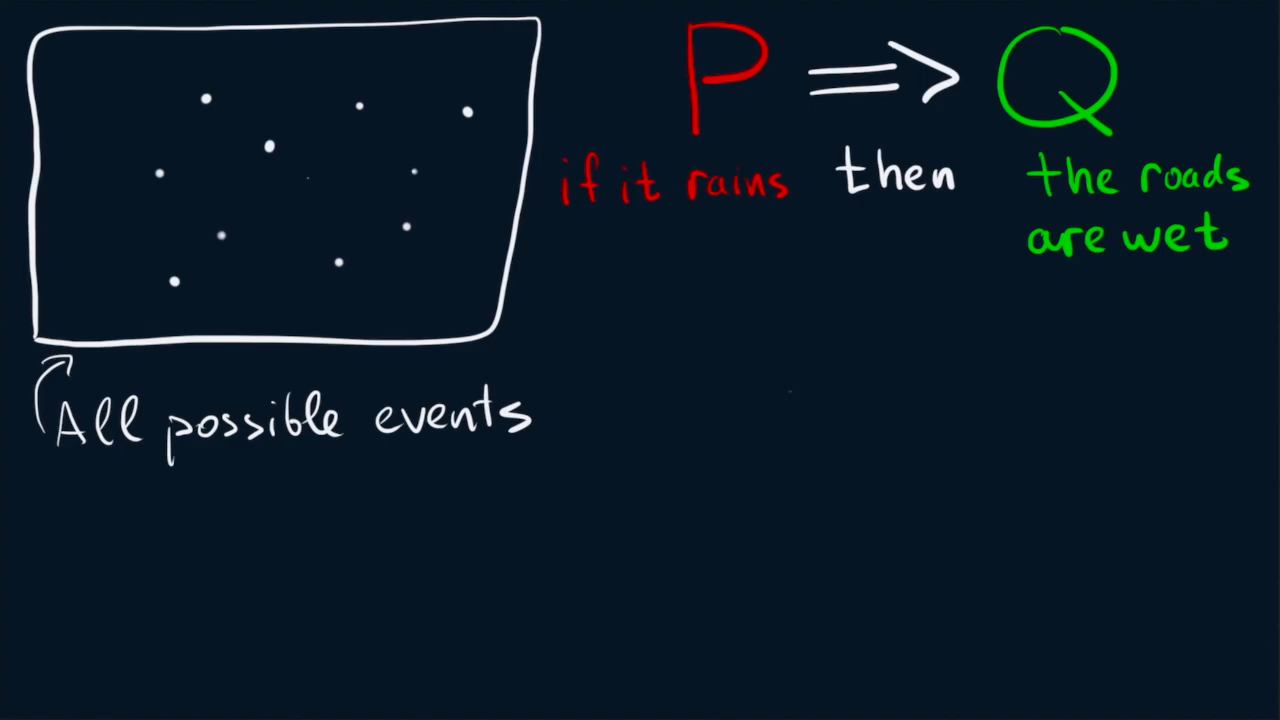 P => Q
if it rains then the roads
are wet
All possible events